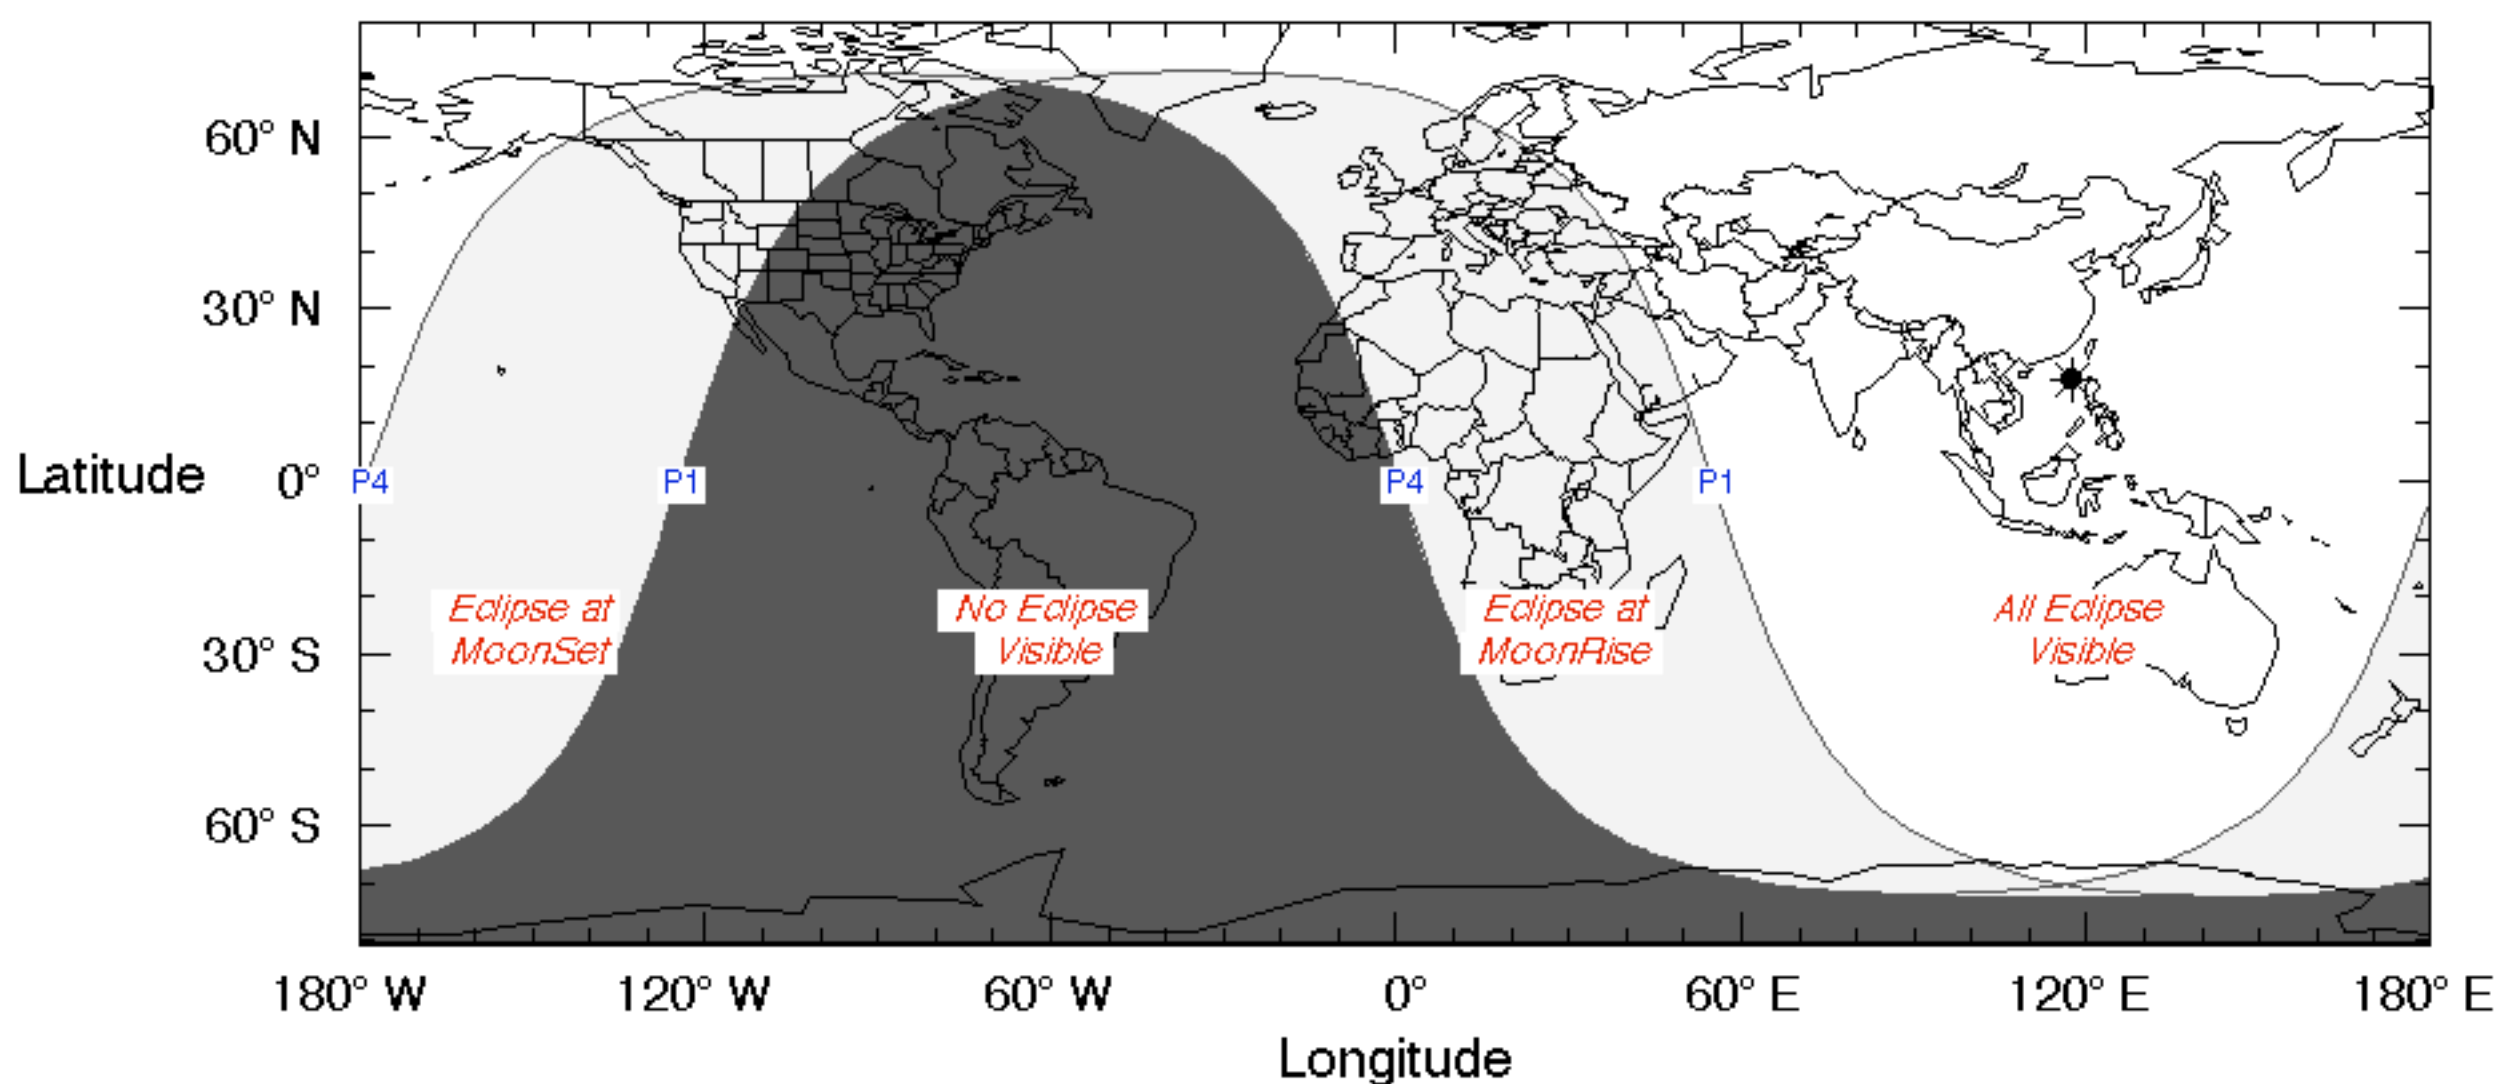 60° N
30° N
Latitude 0°
P4 P1 P4 P1
Eclipse at
MoonSet
No Eclipse
Visible
Eclipse at
MoonRise
All Eclipse
Visible
30° S
60° S
180° W 120° W 60° W 0° 60° E 120° E 180° E
Longitude